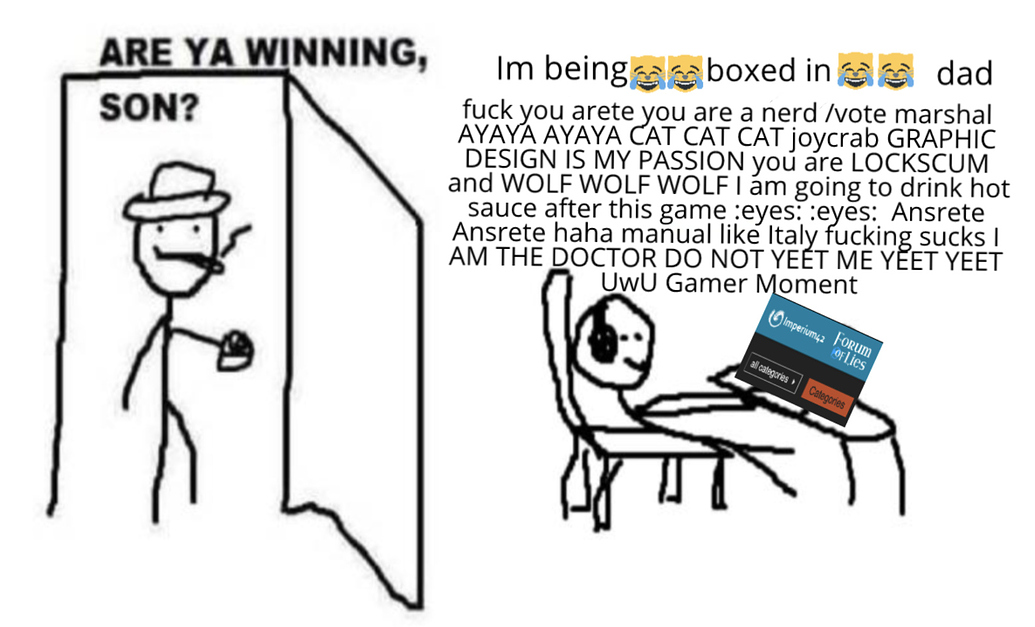 ARE YA WINNING,
SON?
Im being😹😹boxed in😹😹 dad
fuck you arete you are a nerd /vote marshal
AYAYA AYAYA CAT CAT CAT joycrab GRAPHIC
DESIGN IS MY PASSION you are LOCKSCUM
and WOLF WOLF WOLF I am going to drink hot
sauce after this game :eyes: :eyes: Ansrete
Ansrete haha manual like Italy fucking sucks I
AM THE DOCTOR DO NOT YEET ME YEET YEET
UwU Gamer Moment
Imperium42
FORUM
OF LIES
all categories
Categories